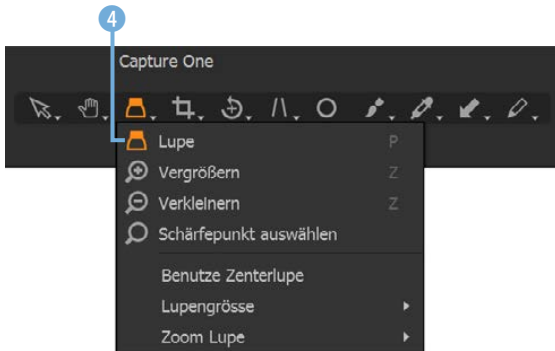 4
Capture One
Lupe P
Vergrößern Z
Verkleinern Z
Schärfepunkt auswählen
Benutze Zenterlupe
Lupengrösse
Zoom Lupe